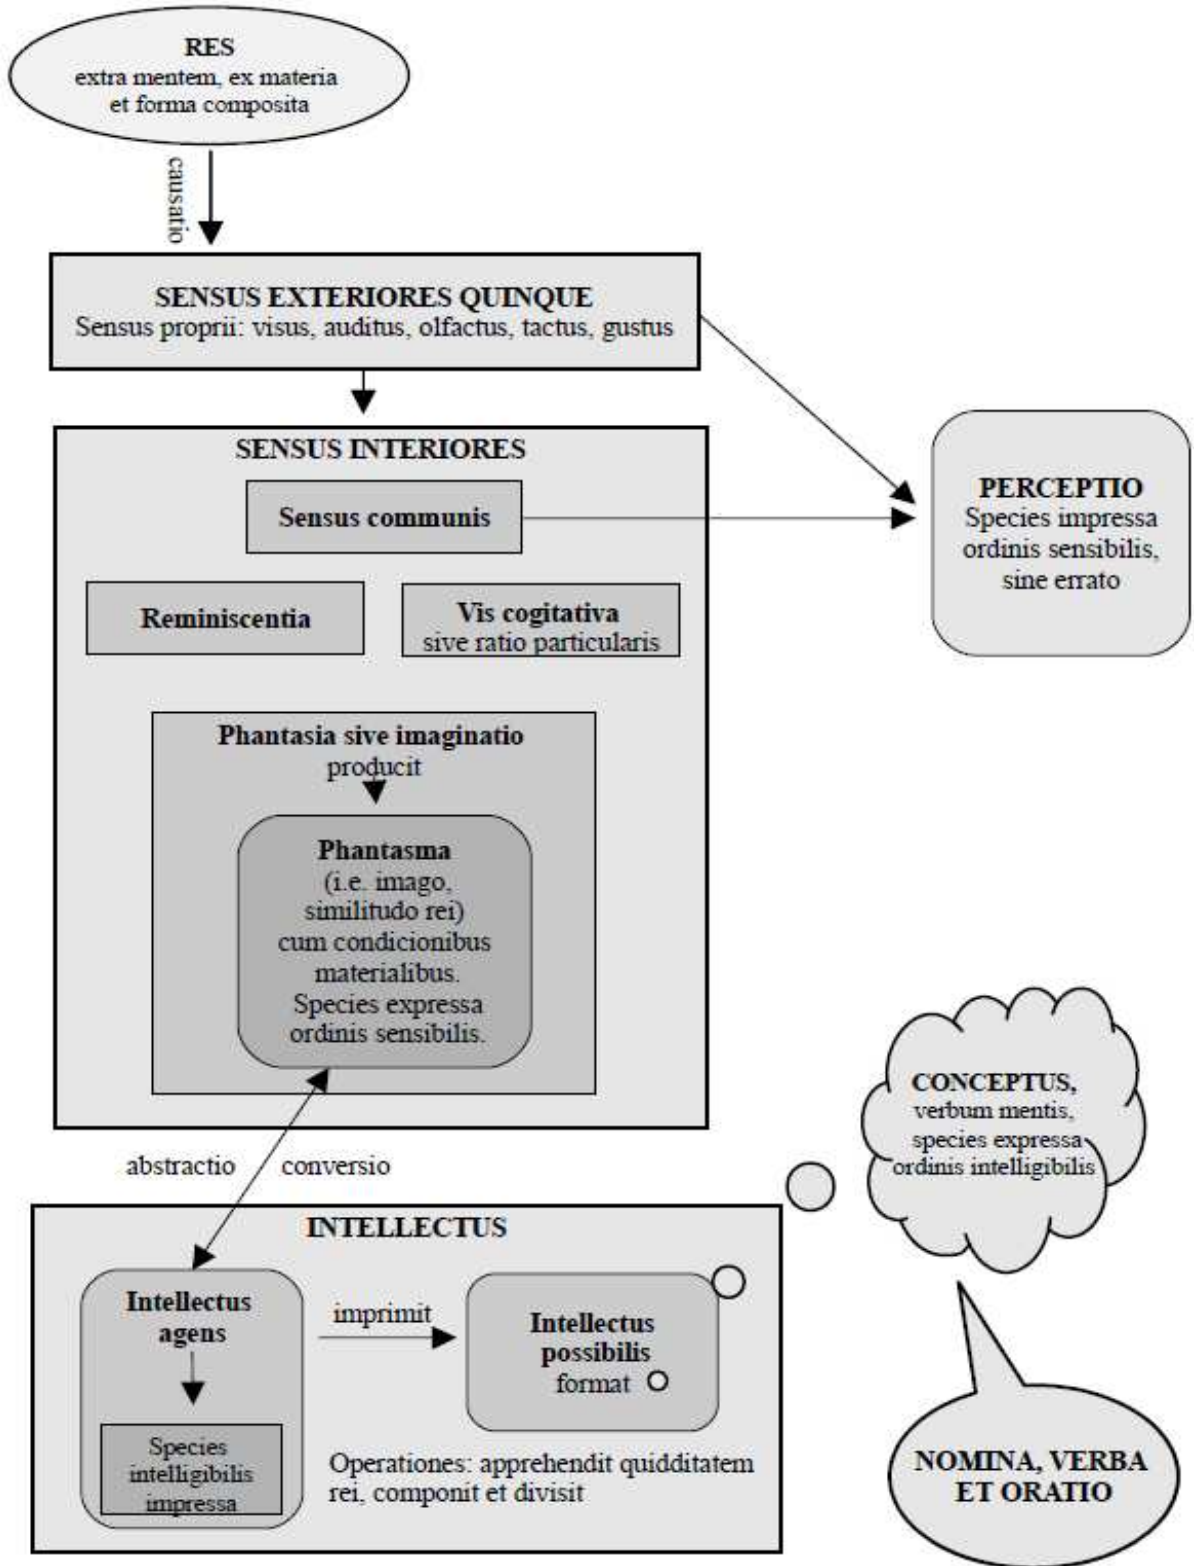 RES
extra mentem, ex materia
et forma composita
causatio
SENSUS EXTERIORES QUINQUE
Sensus proprii: visus, auditus, olfactus, tactus, gustus
SENSUS INTERIORES
Sensus communis
PERCEPTIO
Species impressa
ordinis sensibilis,
sine errato
Reminiscentia
Vis cogitativa
sive ratio particularis
Phantasia sive imaginatio
producit
Phantasma
(i.e. imago,
similitudo rei)
cum condicionibus
materialibus.
Species expressa
ordinis sensibilis.
CONCEPTUS,
verbum mentis,
species expressa
ordinis intelligibilis
abstractio
conversio
INTELLECTUS
Intellectus
agens
imprimit
Intellectus
possibilis
format
Species
intelligibilis
impressa
Operationes: apprehendit quidditatem
rei, componit et divisit
NOMINA, VERBA
ET ORATIO